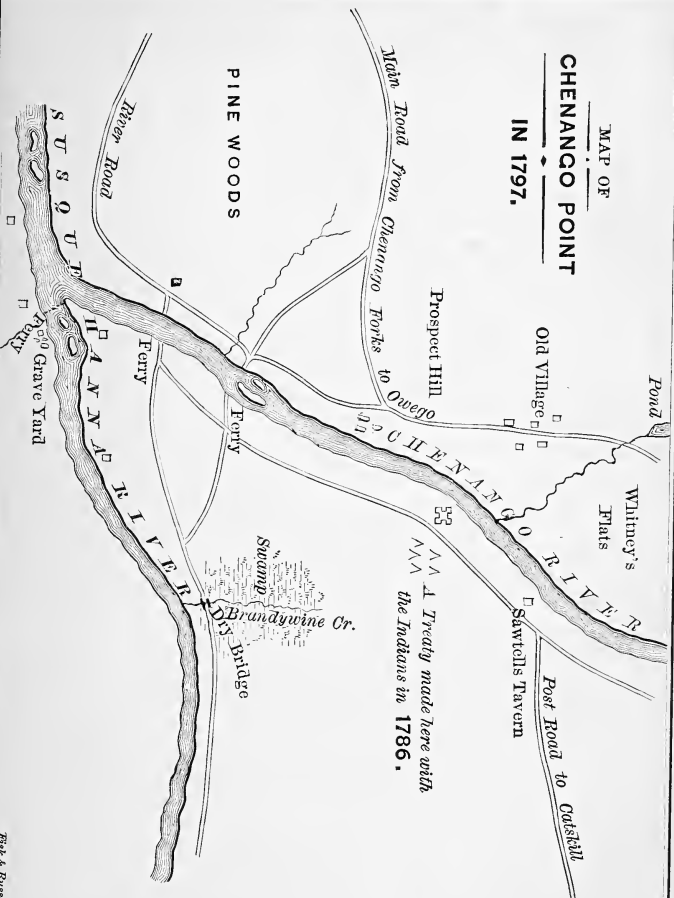 MAP OF
CHENANGO POINT
IN 1797.
Pond
Whitney's
Flats
Old Village
Prospect Hill
Main Road from Chenango Forks to Owego
PINE WOODS
River Road
CHENANGO RIVER
Sawtells Tavern
Post Road to Catskill
A Treaty made here with
the Indians in 1786.
Ferry
Ferry
Swamp
Brandywine Cr.
Dry Bridge
SUSQUEHANNA RIVER
Ferry
Grave Yard
Fisk & Russ